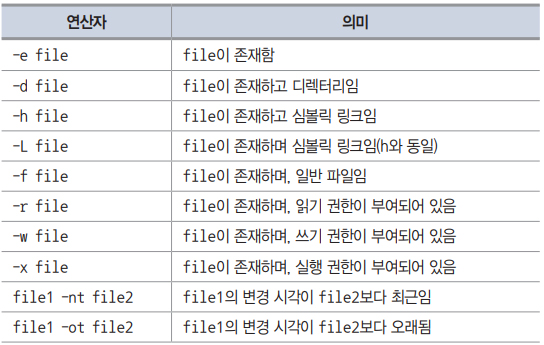 연산자 의미
-e file file이 존재함
-d file file이 존재하고 디렉터리임
-h file file이 존재하고 심볼릭 링크임
-L file file이 존재하며 심볼릭 링크임(h와 동일)
-f file file이 존재하며, 일반 파일임
-r file file이 존재하며, 읽기 권한이 부여되어 있음
-w file file이 존재하며, 쓰기 권한이 부여되어 있음
-x file file이 존재하며, 실행 권한이 부여되어 있음
file1 -nt file2 file1의 변경 시각이 file2보다 최근임
file1 -ot file2 file1의 변경 시각이 file2보다 오래됨